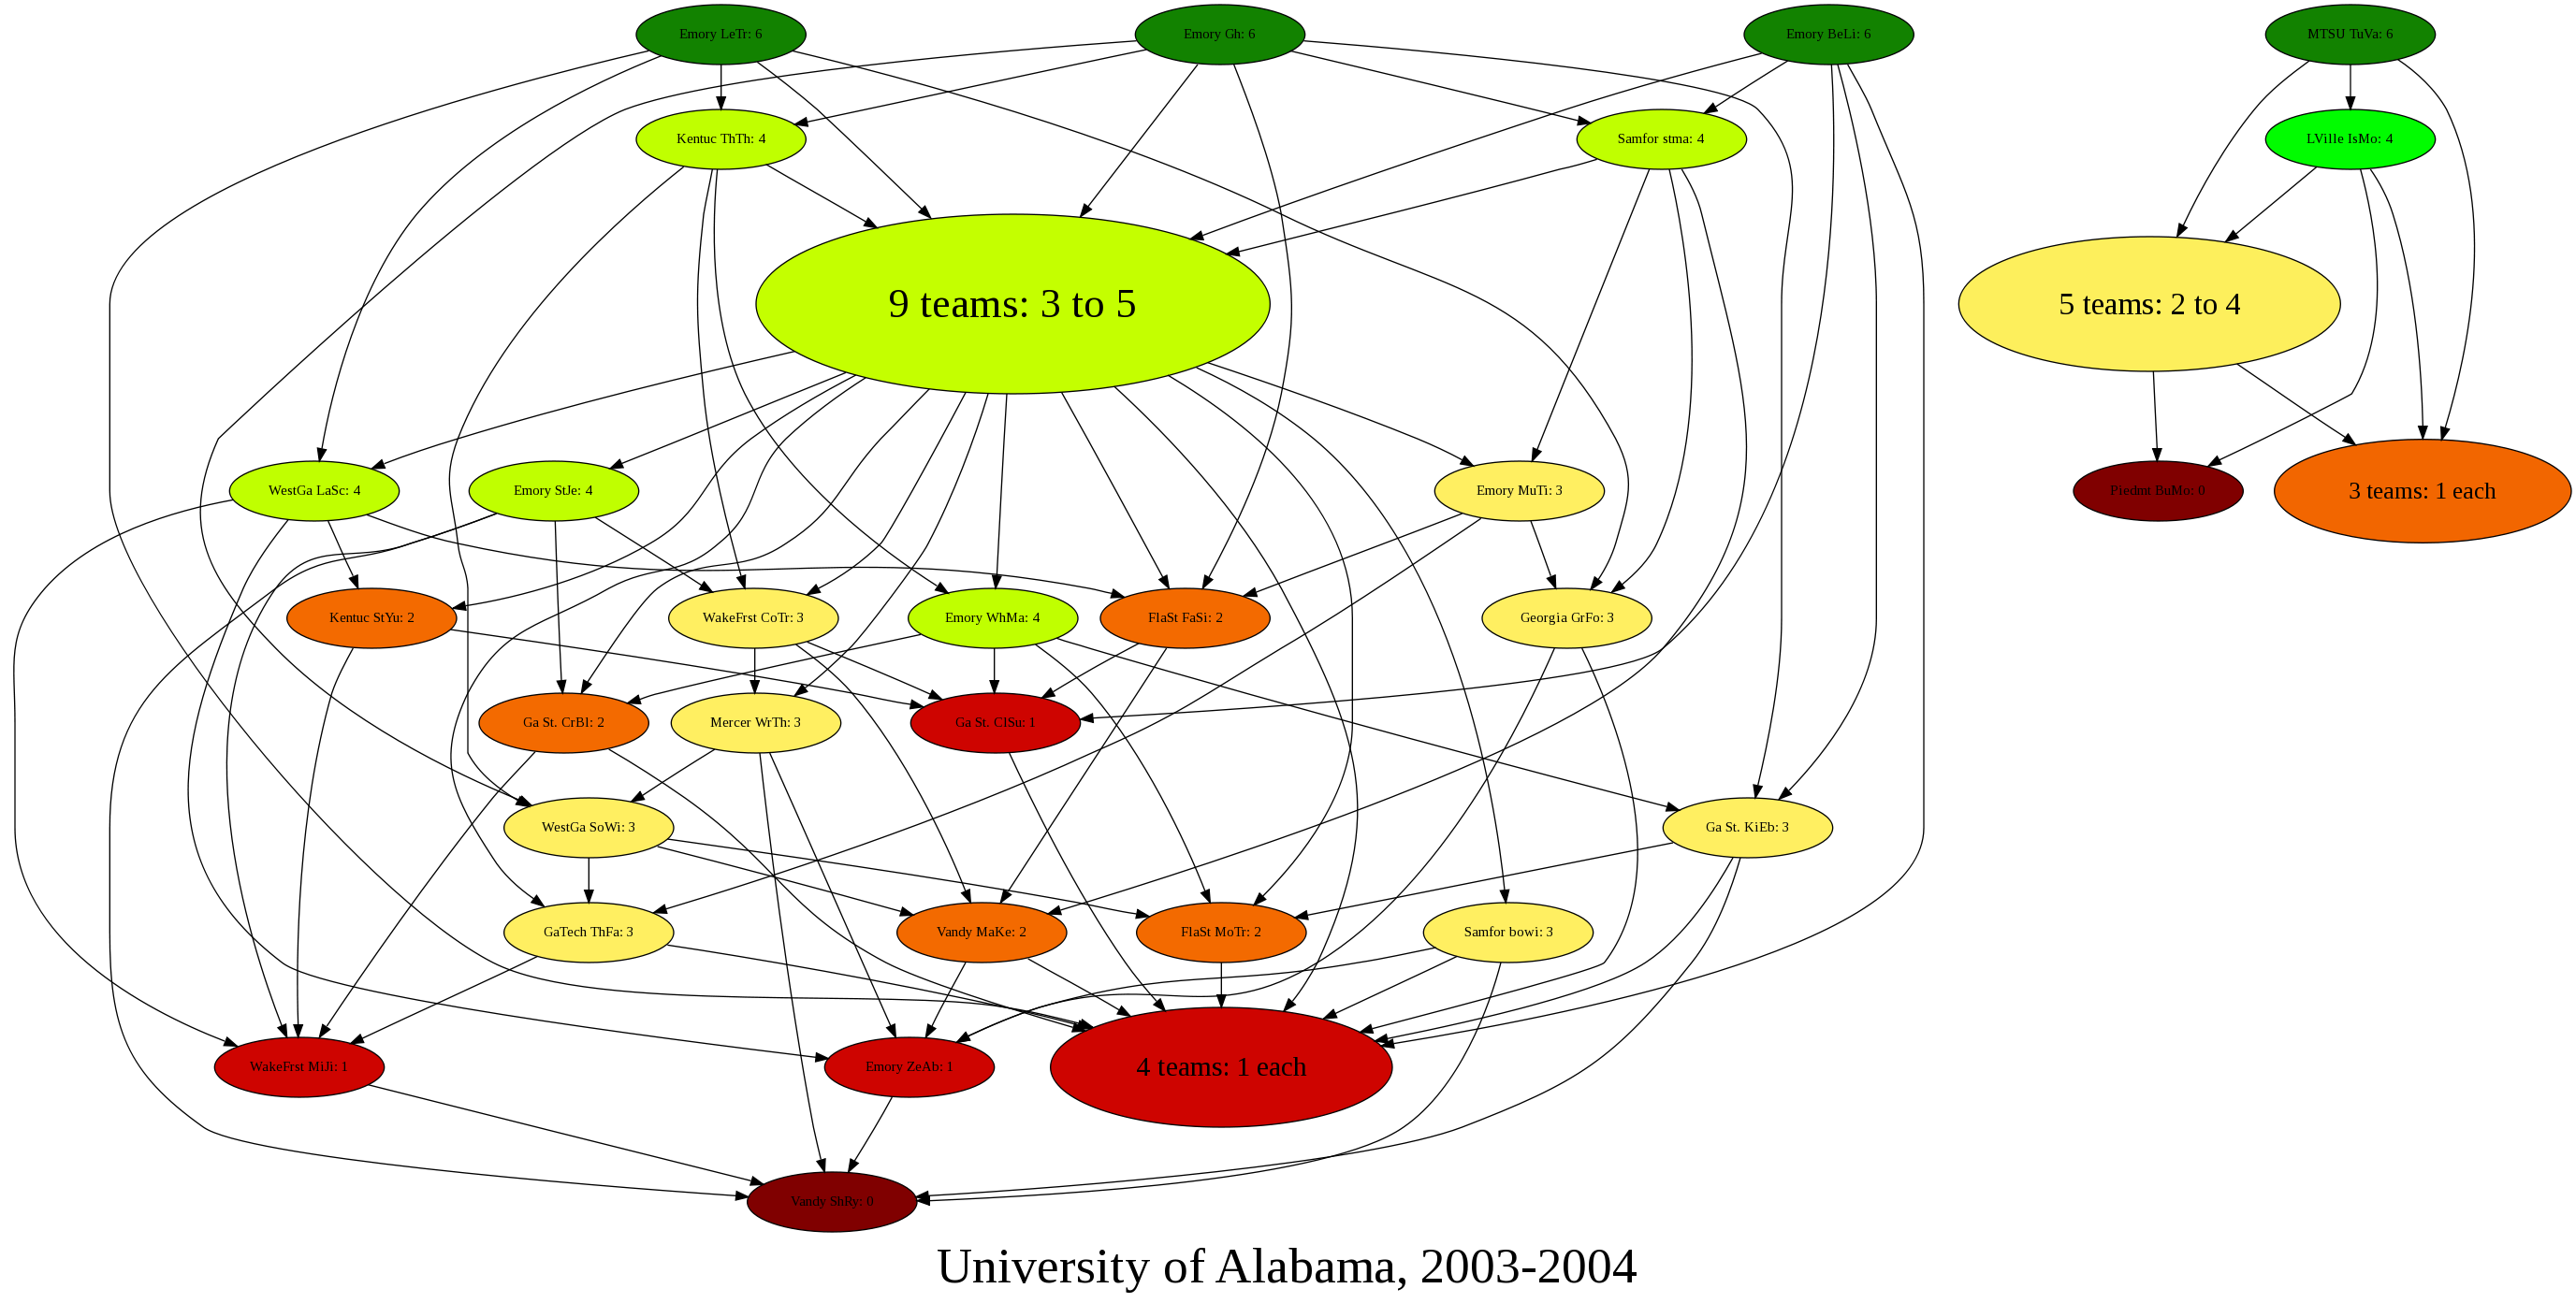 Emory LeTr: 6
Emory Gh: 6
Emory BeLi: 6
MTSU TuVa: 6
Kentuc ThTh: 4
Samfor stma: 4
LVille IsMo: 4
9 teams: 3 to 5
5 teams: 2 to 4
WestGa LaSc: 4
Emory StJe: 4
Emory MuTi: 3
Piedmt BuMo: 0
3 teams: 1 each
Kentuc StYu: 2
WakeFrst CoTr: 3
Emory WhMa: 4
FlaSt FaSi: 2
Georgia GrFo: 3
Ga St. CrBl: 2
Mercer WrTh: 3
Ga St. ClSu: 1
WestGa SoWi: 3
Ga St. KiEb: 3
GaTech ThFa: 3
Vandy MaKe: 2
FlaSt MoTr: 2
Samfor bowi: 3
WakeFrst MiJi: 1
Emory ZeAb: 1
4 teams: 1 each
Vandy ShRy: 0
University of Alabama, 2003-2004